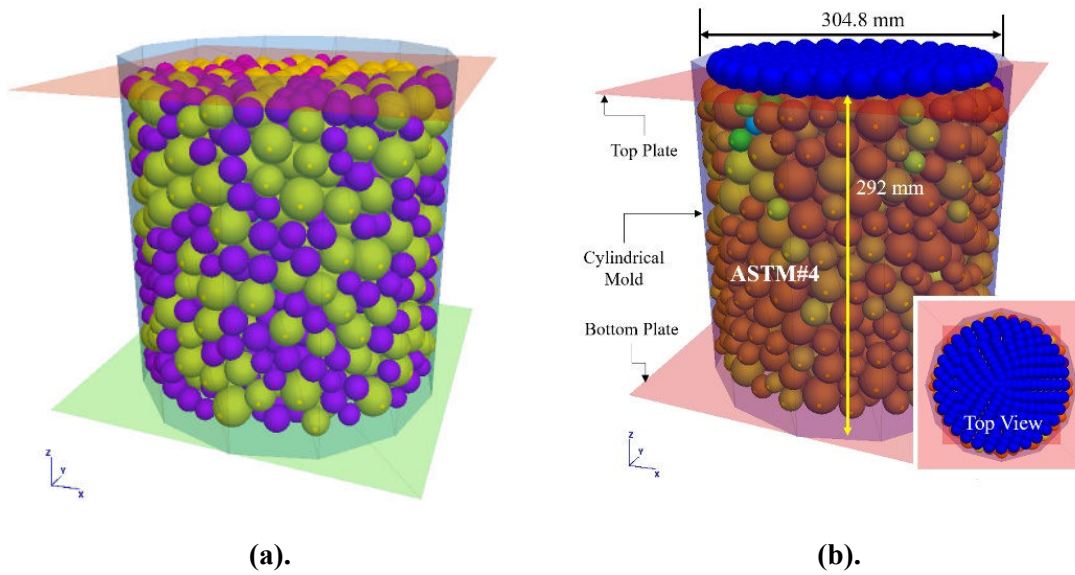 304.8 mm
Top Plate
292 mm
Cylindrical
Mold
ASTM#4
Bottom Plate
Top View
Z
Y
X
Z
Y
X
(a).
(b).